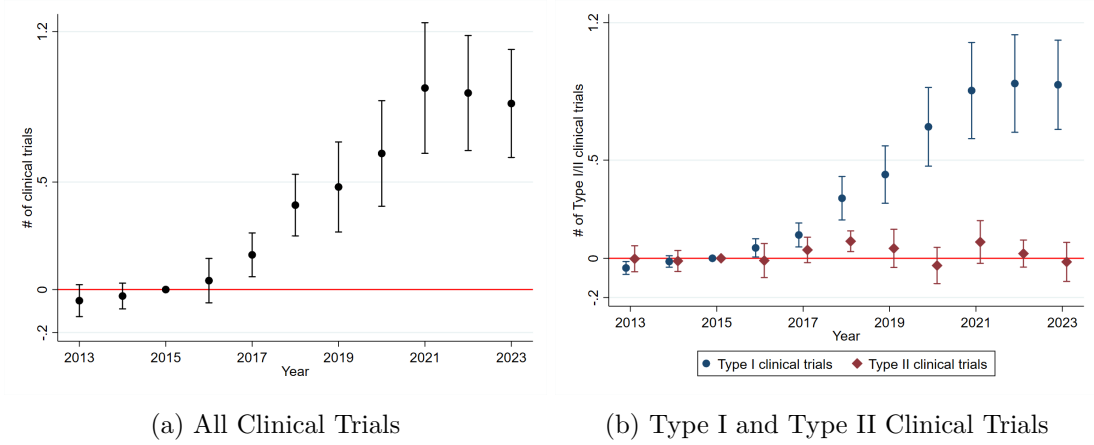 # of clinical trials
1.2
.5
0
-.2
2013 2015 2017 2019 2021 2023
Year
(a) All Clinical Trials
# of Type I/II clinical trials
1.2
.5
0
-.2
2013 2015 2017 2019 2021 2023
Year
Type I clinical trials Type II clinical trials
(b) Type I and Type II Clinical Trials